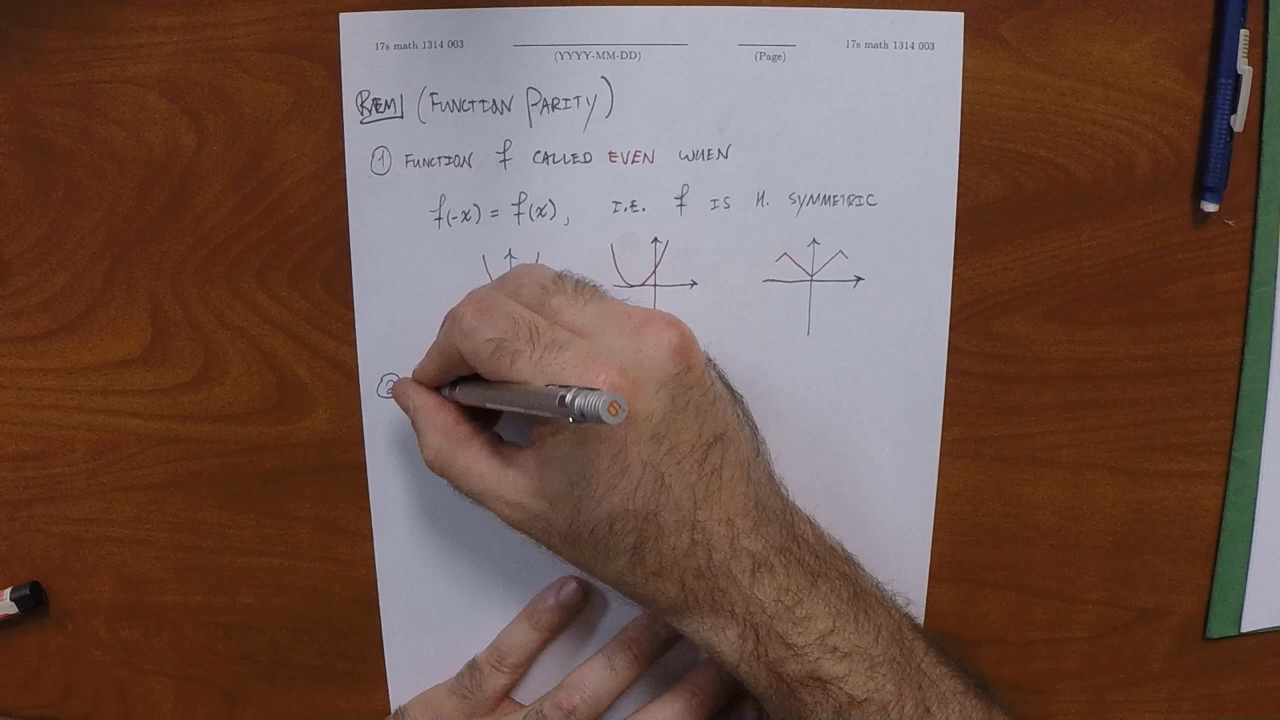 17s math 1314 003 (YYYY-MM-DD) (Page) 17s math 1314 003
REM (FUNCTION PARITY)
① FUNCTION f CALLED EVEN WHEN
f(-x) = f(x), I.E. f IS H. SYMMETRIC
②